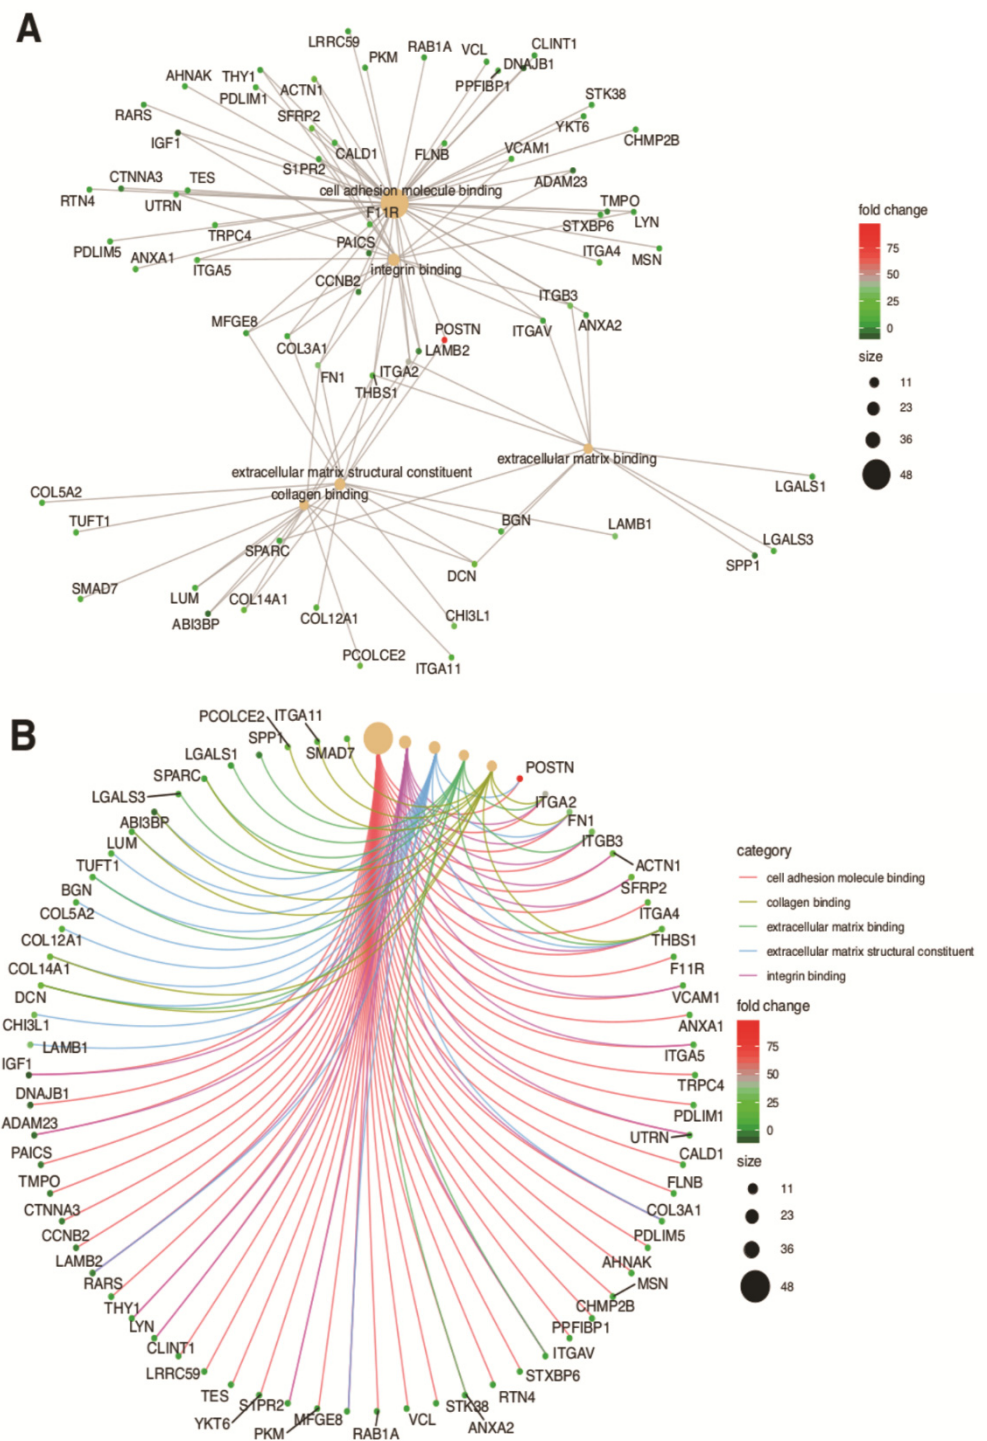 A
LRRC59
PKM
RAB1A
VCL
CLINT1
DNAJB1
PPFIBP1
AHNAK
THY1
PDLIM1
ACTN1
STK38
RARS
SFRP2
YKT6
IGF1
CALD1
FLNB
VCAM1
CHMP2B
S1PR2
CTNNA3
TES
ADAM23
cell adhesion molecule binding
RTN4
UTRN
F11R
TMPO
STXBP6
LYN
TRPC4
PAICS
PDLIM5
ANXA1
ITGA5
integrin binding
ITGA4
MSN
CCNB2
ITGB3
MFGE8
POSTN
ITGAV
ANXA2
COL3A1
LAMB2
FN1
ITGA2
THBS1
extracellular matrix structural constituent
extracellular matrix binding
collagen binding
COL5A2
LGALS1
TUFT1
BGN
LAMB1
SPARC
LGALS3
SPP1
DCN
SMAD7
LUM
COL14A1
ABI3BP
COL12A1
CHI3L1
PCOLCE2
ITGA11
fold change
75
50
25
0
size
11
23
36
48
B
PCOLCE2
ITGA11
SPP1
SMAD7
LGALS1
SPARC
LGALS3
ABI3BP
LUM
TUFT1
BGN
COL5A2
COL12A1
COL14A1
DCN
CHI3L1
LAMB1
IGF1
DNAJB1
ADAM23
PAICS
TMPO
CTNNA3
CCNB2
LAMB2
RARS
THY1
LYN
CLINT1
LRRC59
TES
YKT6
S1PR2
PKM
MFGE8
RAB1A
VCL
STK38
ANXA2
RTN4
STXBP6
ITGAV
PPFIBP1
CHMP2B
MSN
AHNAK
PDLIM5
COL3A1
FLNB
CALD1
UTRN
PDLIM1
TRPC4
ITGA5
ANXA1
VCAM1
F11R
THBS1
ITGA4
SFRP2
ACTN1
ITGB3
FN1
ITGA2
POSTN
category
cell adhesion molecule binding
collagen binding
extracellular matrix binding
extracellular matrix structural constituent
integrin binding
fold change
75
50
25
0
size
11
23
36
48